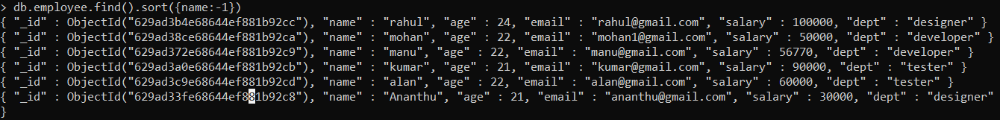 > db.employee.find().sort({name:-1})
{ "_id" : ObjectId("629ad3b4e68644ef881b92cc"), "name" : "rahul", "age" : 24, "email" : "rahul@gmail.com", "salary" : 100000, "dept" : "designer" }
{ "_id" : ObjectId("629ad38ce68644ef881b92ca"), "name" : "mohan", "age" : 22, "email" : "mohan1@gmail.com", "salary" : 50000, "dept" : "developer" }
{ "_id" : ObjectId("629ad372e68644ef881b92c9"), "name" : "manu", "age" : 22, "email" : "manu@gmail.com", "salary" : 56770, "dept" : "developer" }
{ "_id" : ObjectId("629ad3a0e68644ef881b92cb"), "name" : "kumar", "age" : 21, "email" : "kumar@gmail.com", "salary" : 90000, "dept" : "tester" }
{ "_id" : ObjectId("629ad3c9e68644ef881b92cd"), "name" : "alan", "age" : 22, "email" : "alan@gmail.com", "salary" : 60000, "dept" : "tester" }
{ "_id" : ObjectId("629ad33fe68644ef881b92c8"), "name" : "Ananthu", "age" : 21, "email" : "ananthu@gmail.com", "salary" : 30000, "dept" : "designer"
}